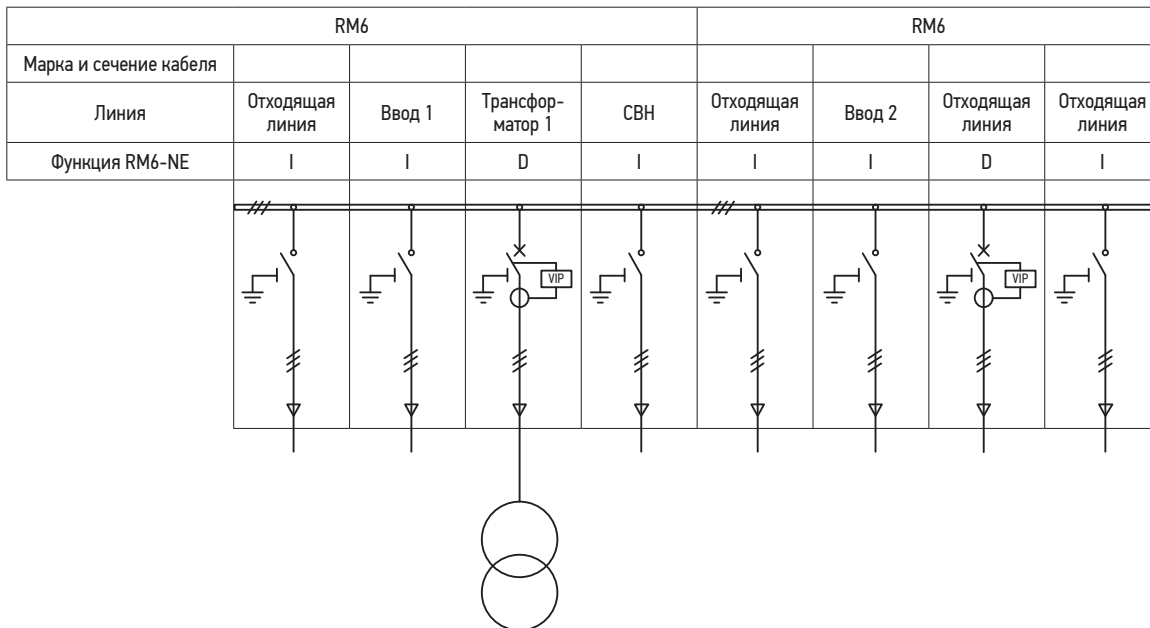 RM6 RM6
Марка и сечение кабеля
Линия Отходящая линия Ввод 1 Трансфор-матор 1 СВН Отходящая линия Ввод 2 Отходящая линия Отходящая линия
Функция RM6-NE I I D I I I D I
VIP VIP